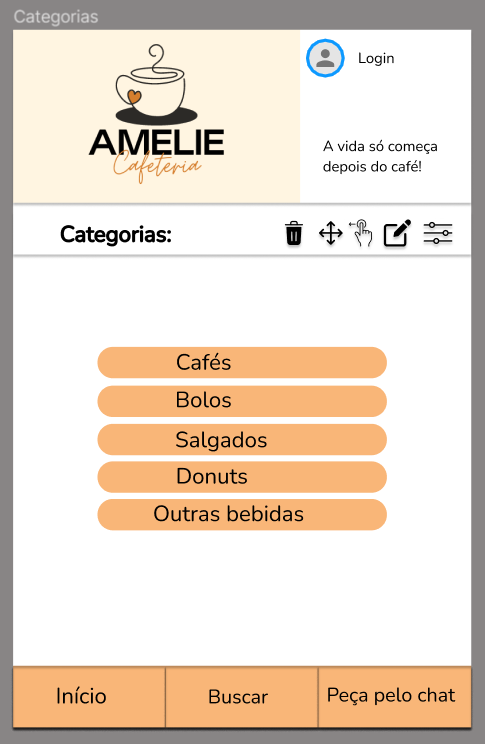 Categorias
AMELIE
Cafeteria
Login
A vida só começa
depois do café!
Categorias:
Cafés
Bolos
Salgados
Donuts
Outras bebidas
Início
Buscar
Peça pelo chat